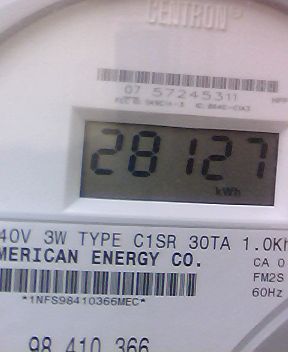 CENTRON®
07 57245311
28127
kWh
40V 3W TYPE C1SR 30TA 1.0Kh
MERICAN ENERGY CO.
CA 0
FM2S
60Hz
*1NFS98410366MEC*
98 410 366